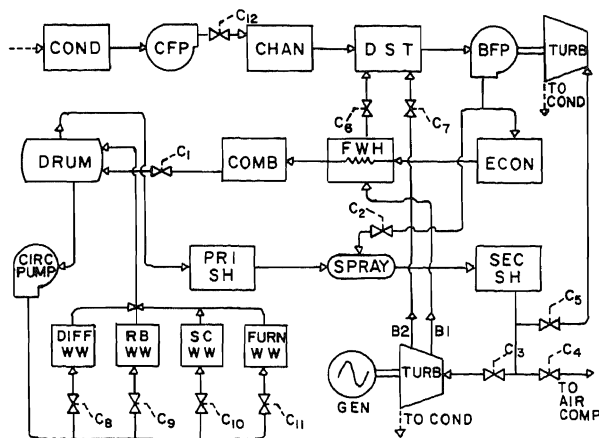 C12
COND
CFP
CHAN
DST
BFP
TURB
TO
COND
C6
C7
FWH
DRUM
C1
COMB
ECON
C2
CIRC
PUMP
PRI
SH
SPRAY
SEC
SH
C5
DIFF
WW
RB
WW
SC
WW
FURN
WW
B2
B1
C3
C4
GEN
TURB
TO
AIR
COMP
C8
C9
C10
C11
TO COND